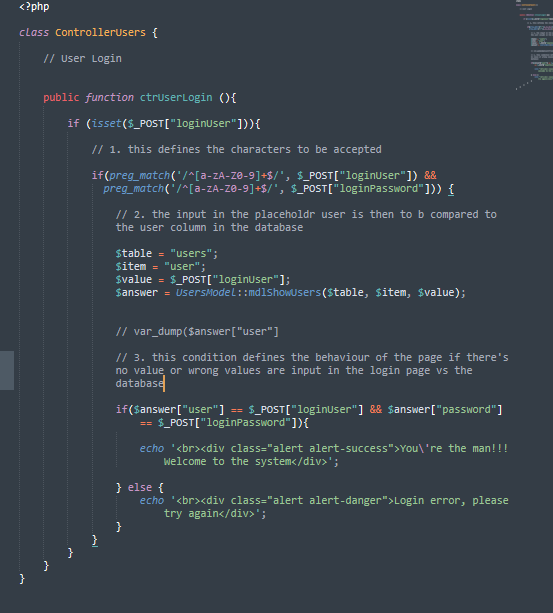 <?php
class ControllerUsers {
// User Login
public function ctrUserLogin (){
if (isset($_POST["loginUser"])){
// 1. this defines the characters to be accepted
if(preg_match('/^[a-zA-Z0-9]+$/', $_POST["loginUser"]) &&
preg_match('/^[a-zA-Z0-9]+$/', $_POST["loginPassword"])) {
// 2. the input in the placeholdr user is then to b compared to
the user column in the database
$table = "users";
$item = "user";
$value = $_POST["loginUser"];
$answer = UsersModel::mdlShowUsers($table, $item, $value);
// var_dump($answer["user"]
// 3. this condition defines the behaviour of the page if there's
no value or wrong values are input in the login page vs the
database
if($answer["user"] == $_POST["loginUser"] && $answer["password"]
== $_POST["loginPassword"]){
echo '<br><div class="alert alert-success">You\'re the man!!!
Welcome to the system</div>';
} else {
echo '<br><div class="alert alert-danger">Login error, please
try again</div>';
}
}
}
}
}